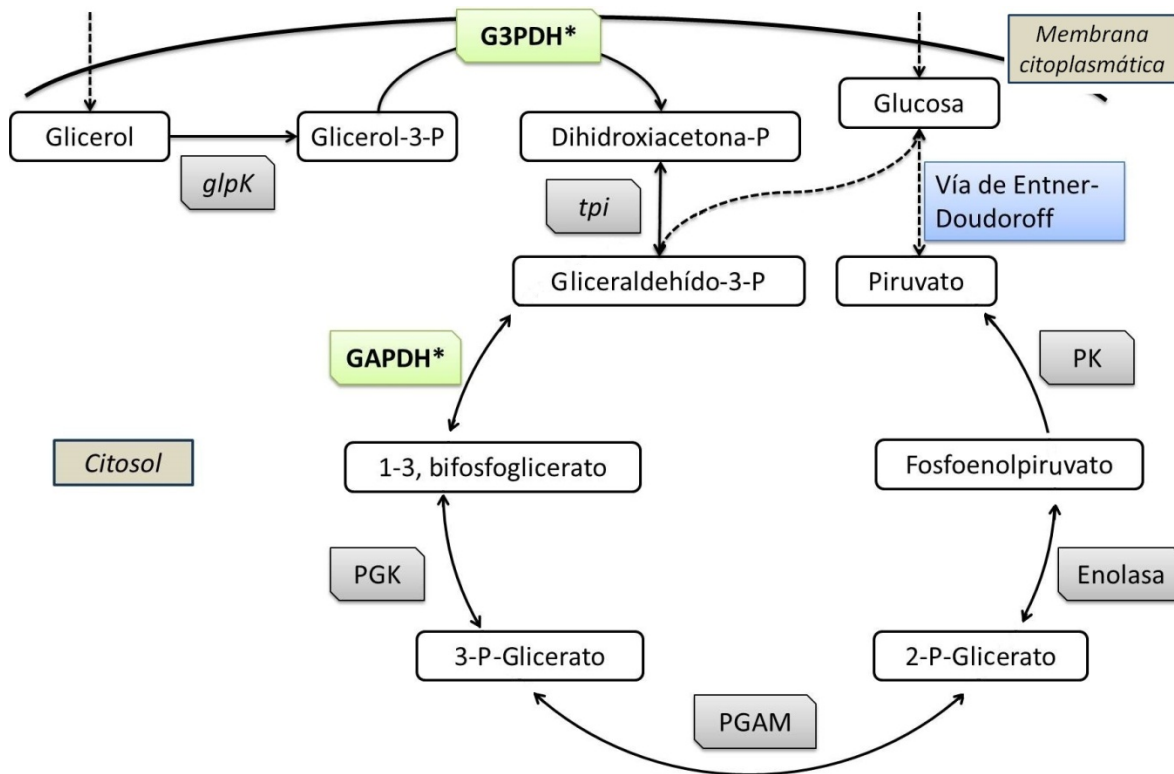 G3PDH*
Membrana
citoplasmática
Glicerol
Glicerol-3-P
Dihidroxiacetona-P
Glucosa
glpK
tpi
Vía de Entner-
Doudoroff
Gliceraldehído-3-P
Piruvato
GAPDH*
PK
Citosol
1-3, bifosfoglicerato
Fosfoenolpiruvato
PGK
Enolasa
3-P-Glicerato
2-P-Glicerato
PGAM